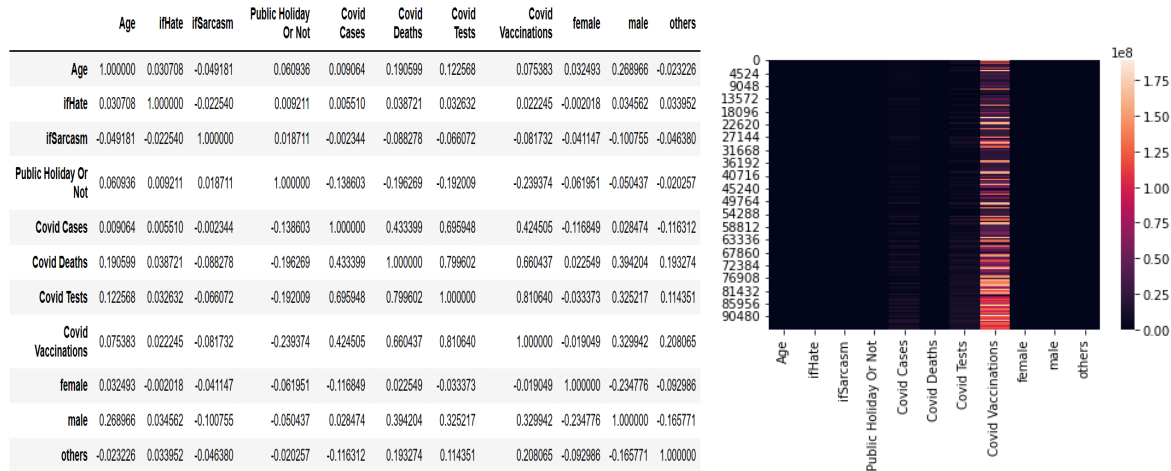 Age ifHate ifSarcasm Public Holiday Or Not Covid Cases Covid Deaths Covid Tests Covid Vaccinations female male others
Age 1.000000 0.030708 -0.049181 0.060936 0.009064 0.190599 0.122568 0.075383 0.032493 0.268966 -0.023226
ifHate 0.030708 1.000000 -0.022540 0.009211 0.005510 0.038721 0.032632 0.022245 -0.002018 0.034562 0.033952
ifSarcasm -0.049181 -0.022540 1.000000 0.018711 -0.002344 -0.088278 -0.066072 -0.081732 -0.041147 -0.100755 -0.046380
Public Holiday Or Not 0.060936 0.009211 0.018711 1.000000 -0.138603 -0.196269 -0.192009 -0.239374 -0.061951 -0.050437 -0.020257
Covid Cases 0.009064 0.005510 -0.002344 -0.138603 1.000000 0.433399 0.695948 0.424505 -0.116849 0.028474 -0.116312
Covid Deaths 0.190599 0.038721 -0.088278 -0.196269 0.433399 1.000000 0.799602 0.660437 0.022549 0.394204 0.193274
Covid Tests 0.122568 0.032632 -0.066072 -0.192009 0.695948 0.799602 1.000000 0.810640 -0.033373 0.325217 0.114351
Covid Vaccinations 0.075383 0.022245 -0.081732 -0.239374 0.424505 0.660437 0.810640 1.000000 -0.019049 0.329942 0.208065
female 0.032493 -0.002018 -0.041147 -0.061951 -0.116849 0.022549 -0.033373 -0.019049 1.000000 -0.234776 -0.092986
male 0.268966 0.034562 -0.100755 -0.050437 0.028474 0.394204 0.325217 0.329942 -0.234776 1.000000 -0.165771
others -0.023226 0.033952 -0.046380 -0.020257 -0.116312 0.193274 0.114351 0.208065 -0.092986 -0.165771 1.000000
0
4524
9048
13572
18096
22620
27144
31668
36192
40716
45240
49764
54288
58812
63336
67860
72384
76908
81432
85956
90480
Age
ifHate
ifSarcasm
Public Holiday Or Not
Covid Cases
Covid Deaths
Covid Tests
Covid Vaccinations
female
male
others
1e8
1.75
1.50
1.25
1.00
0.75
0.50
0.25
0.00